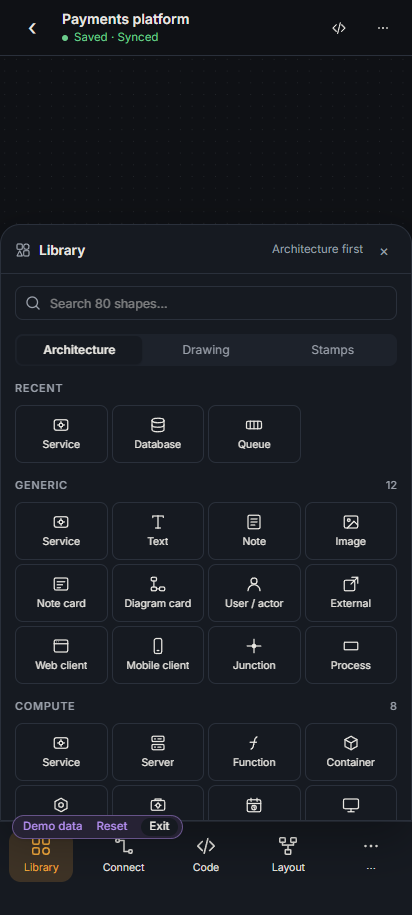 Payments platform
Saved · Synced
Library
Architecture first
Search 80 shapes...
Architecture Drawing Stamps
RECENT
Service Database Queue
GENERIC 12
Service Text Note Image
Note card Diagram card User / actor External
Web client Mobile client Junction Process
COMPUTE 8
Service Server Function Container
Demo data Reset Exit
Library Connect Code Layout ...